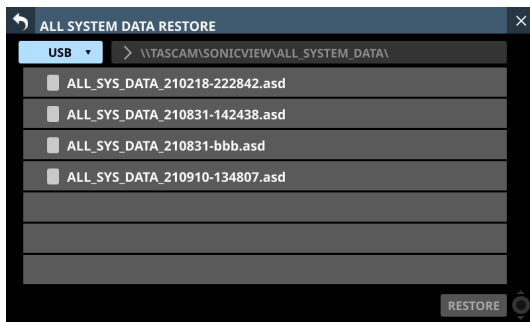 ALL SYSTEM DATA RESTORE
USB \\TASCAM\SONICVIEW\ALL_SYSTEM_DATA\
ALL_SYS_DATA_210218-222842.asd
ALL_SYS_DATA_210831-142438.asd
ALL_SYS_DATA_210831-bbb.asd
ALL_SYS_DATA_210910-134807.asd
RESTORE